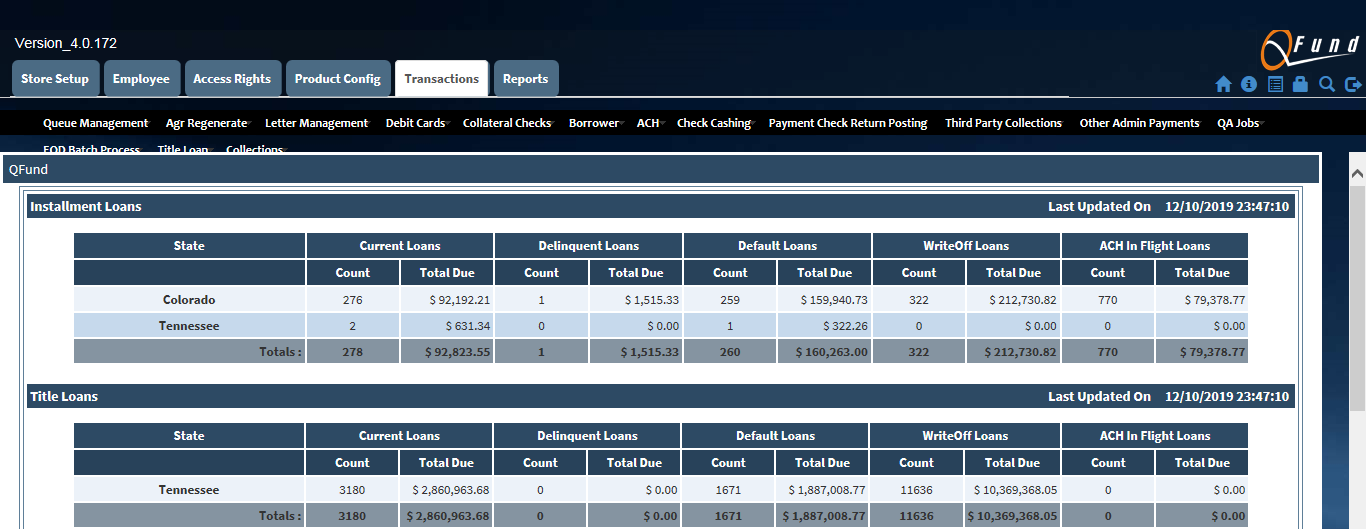 Version_4.0.172
QFund
Store Setup Employee Access Rights Product Config Transactions Reports
Queue Management Agr Regenerate Letter Management Debit Cards Collateral Checks Borrower ACH Check Cashing Payment Check Return Posting Third Party Collections Other Admin Payments QA Jobs
EOD Batch Process Title Loan Collections
QFund
Installment Loans Last Updated On 12/10/2019 23:47:10
State Current Loans Delinquent Loans Default Loans WriteOff Loans ACH In Flight Loans
Count Total Due Count Total Due Count Total Due Count Total Due Count Total Due
Colorado 276 $ 92,192.21 1 $ 1,515.33 259 $ 159,940.73 322 $ 212,730.82 770 $ 79,378.77
Tennessee 2 $ 631.34 0 $ 0.00 1 $ 322.26 0 $ 0.00 0 $ 0.00
Totals : 278 $ 92,823.55 1 $ 1,515.33 260 $ 160,263.00 322 $ 212,730.82 770 $ 79,378.77
Title Loans Last Updated On 12/10/2019 23:47:10
State Current Loans Delinquent Loans Default Loans WriteOff Loans ACH In Flight Loans
Count Total Due Count Total Due Count Total Due Count Total Due Count Total Due
Tennessee 3180 $ 2,860,963.68 0 $ 0.00 1671 $ 1,887,008.77 11636 $ 10,369,368.05 0 $ 0.00
Totals : 3180 $ 2,860,963.68 0 $ 0.00 1671 $ 1,887,008.77 11636 $ 10,369,368.05 0 $ 0.00